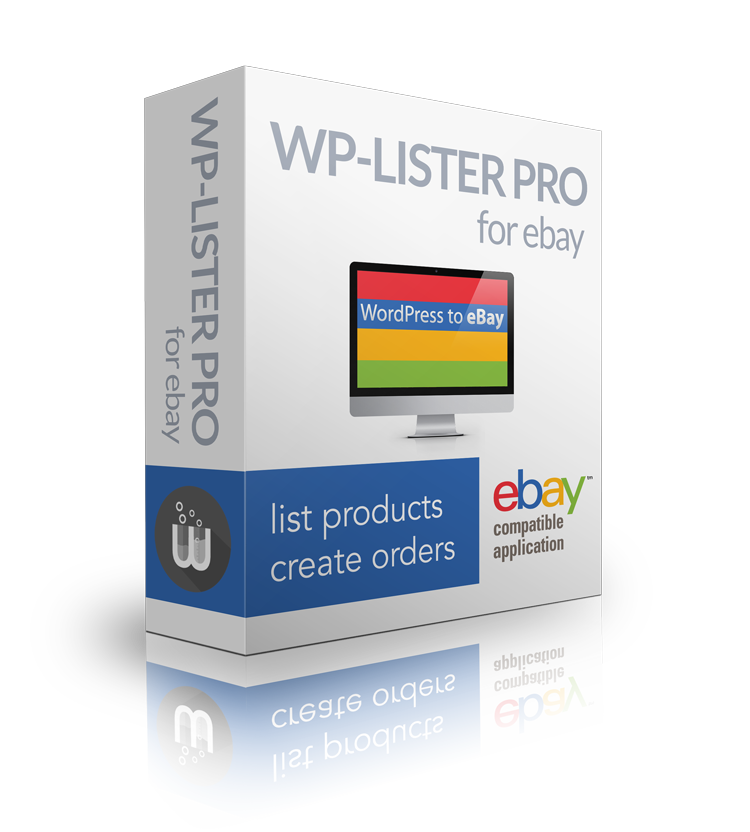 WP-LISTER PRO
for ebay
WP-LISTER PRO
for ebay
WordPress to eBay
list products
create orders
ebay™
compatible
application
w